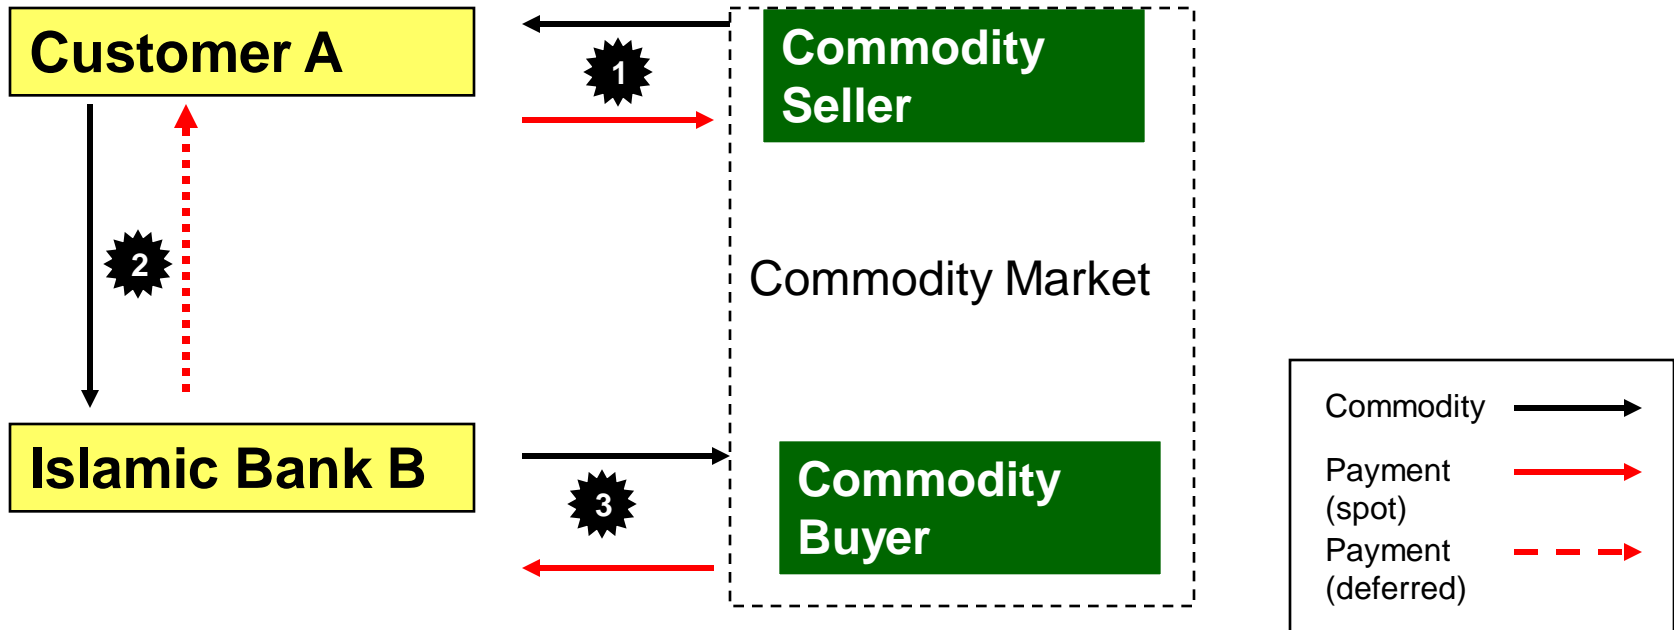 Customer A
1
Commodity
Seller
2
Commodity Market
Islamic Bank B
3
Commodity
Buyer
Commodity
Payment
(spot)
Payment
(deferred)